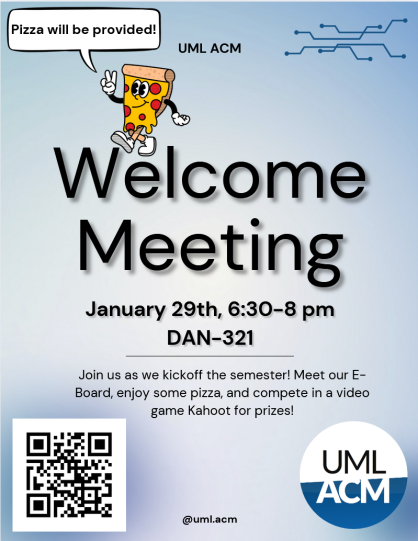 Pizza will be provided!
UML ACM
Welcome
Meeting
January 29th, 6:30-8 pm
DAN-321
Join us as we kickoff the semester! Meet our E-
Board, enjoy some pizza, and compete in a video
game Kahoot for prizes!
UML
ACM
@uml.acm